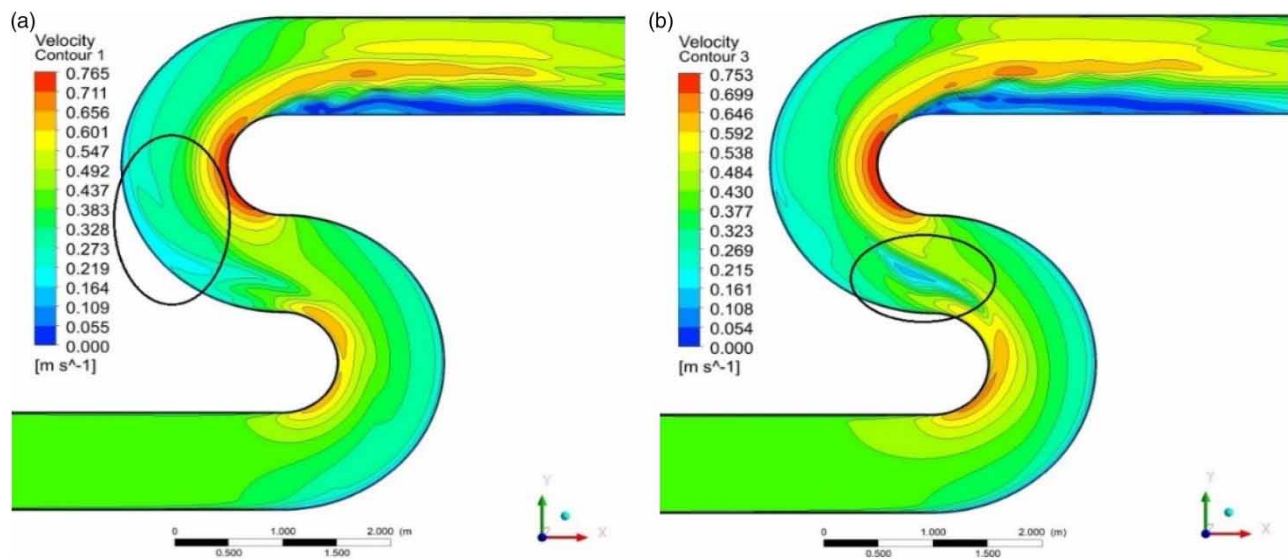 (a)
Velocity
Contour 1
0.765
0.711
0.656
0.601
0.547
0.492
0.437
0.383
0.328
0.273
0.219
0.164
0.109
0.055
0.000
[m s^-1]
0 1.000 2.000 (m
0.500 1.500
Y
X
Z
(b)
Velocity
Contour 3
0.753
0.699
0.646
0.592
0.538
0.484
0.430
0.377
0.323
0.269
0.215
0.161
0.108
0.054
0.000
[m s^-1]
0 1.000 2.000 (m)
0.500 1.500
Y
X